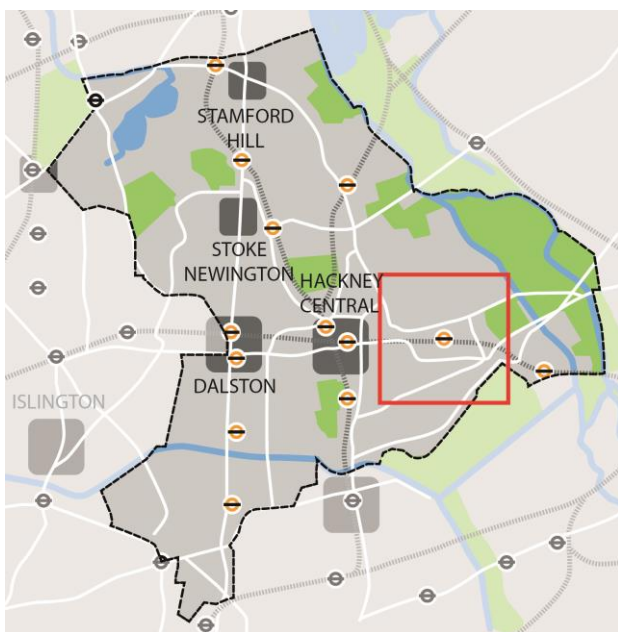 STAMFORD
HILL
STOKE
NEWINGTON
HACKNEY
CENTRAL
DALSTON
ISLINGTON